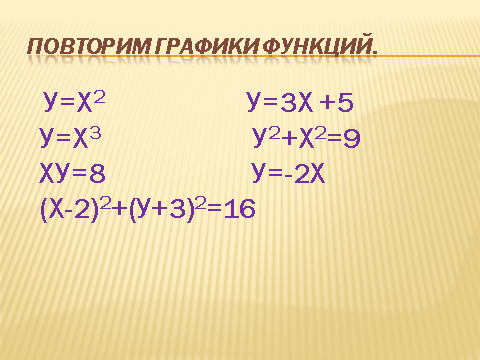 ПОВТОРИМ ГРАФИКИ ФУНКЦИЙ.
У=Х² У=3Х +5
У=Х³ У²+Х²=9
ХУ=8 У=-2Х
(Х-2)²+(У+3)²=16